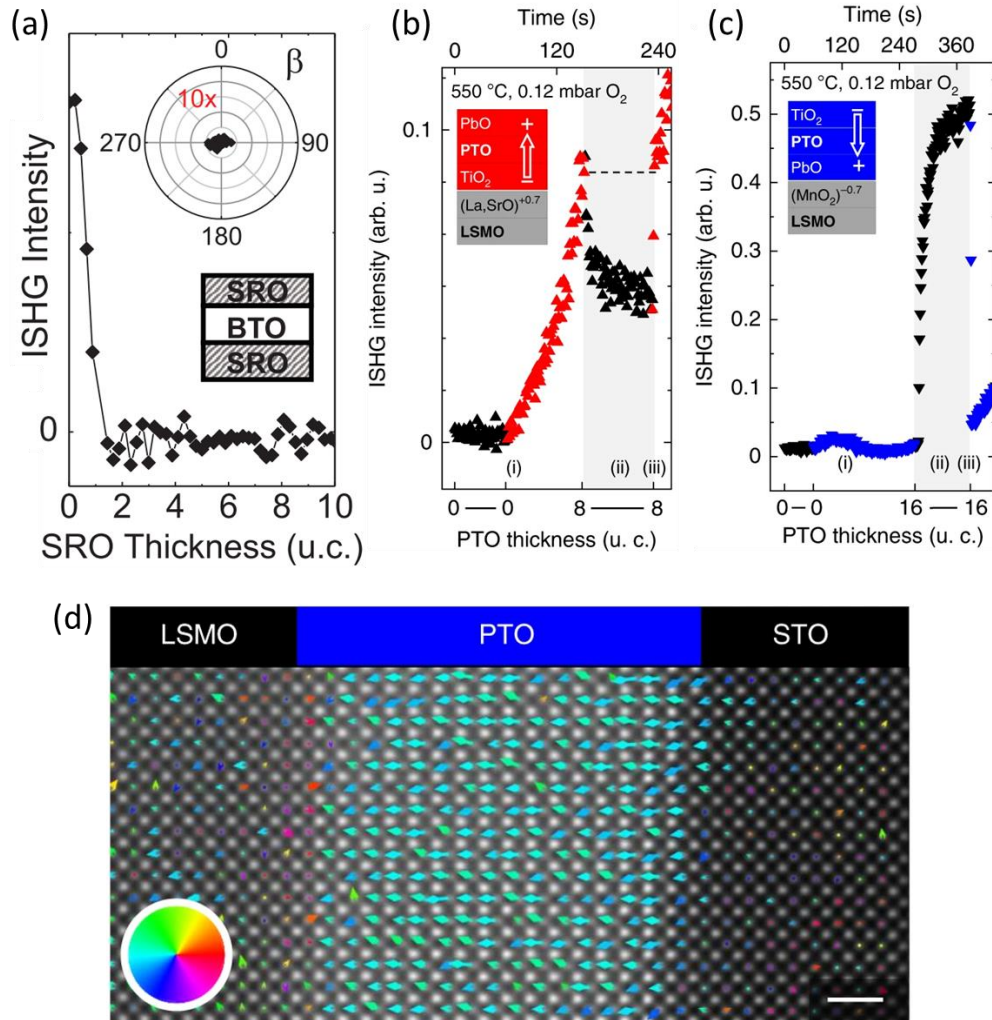 (a)
ISHG Intensity
0
0
β
10x
270
90
180
SRO
BTO
SRO
0 2 4 6 8 10
SRO Thickness (u.c.)
(b)
Time (s)
0 120 240
550 °C, 0.12 mbar O₂
PbO +
PTO
TiO₂ −
(La,SrO)⁺⁰·⁷
LSMO
0.1
0
ISHG intensity (arb. u.)
(i) (ii) (iii)
0 — 0 8 — 8
PTO thickness (u. c.)
(c)
Time (s)
0 120 240 360
550 °C, 0.12 mbar O₂
TiO₂ −
PTO
PbO +
(MnO₂)⁻⁰·⁷
LSMO
0.5
0.4
0.3
0.2
0.1
0
ISHG intensity (arb. u.)
(i) (ii) (iii)
0 — 0 16 — 16
PTO thickness (u. c.)
(d)
LSMO PTO STO